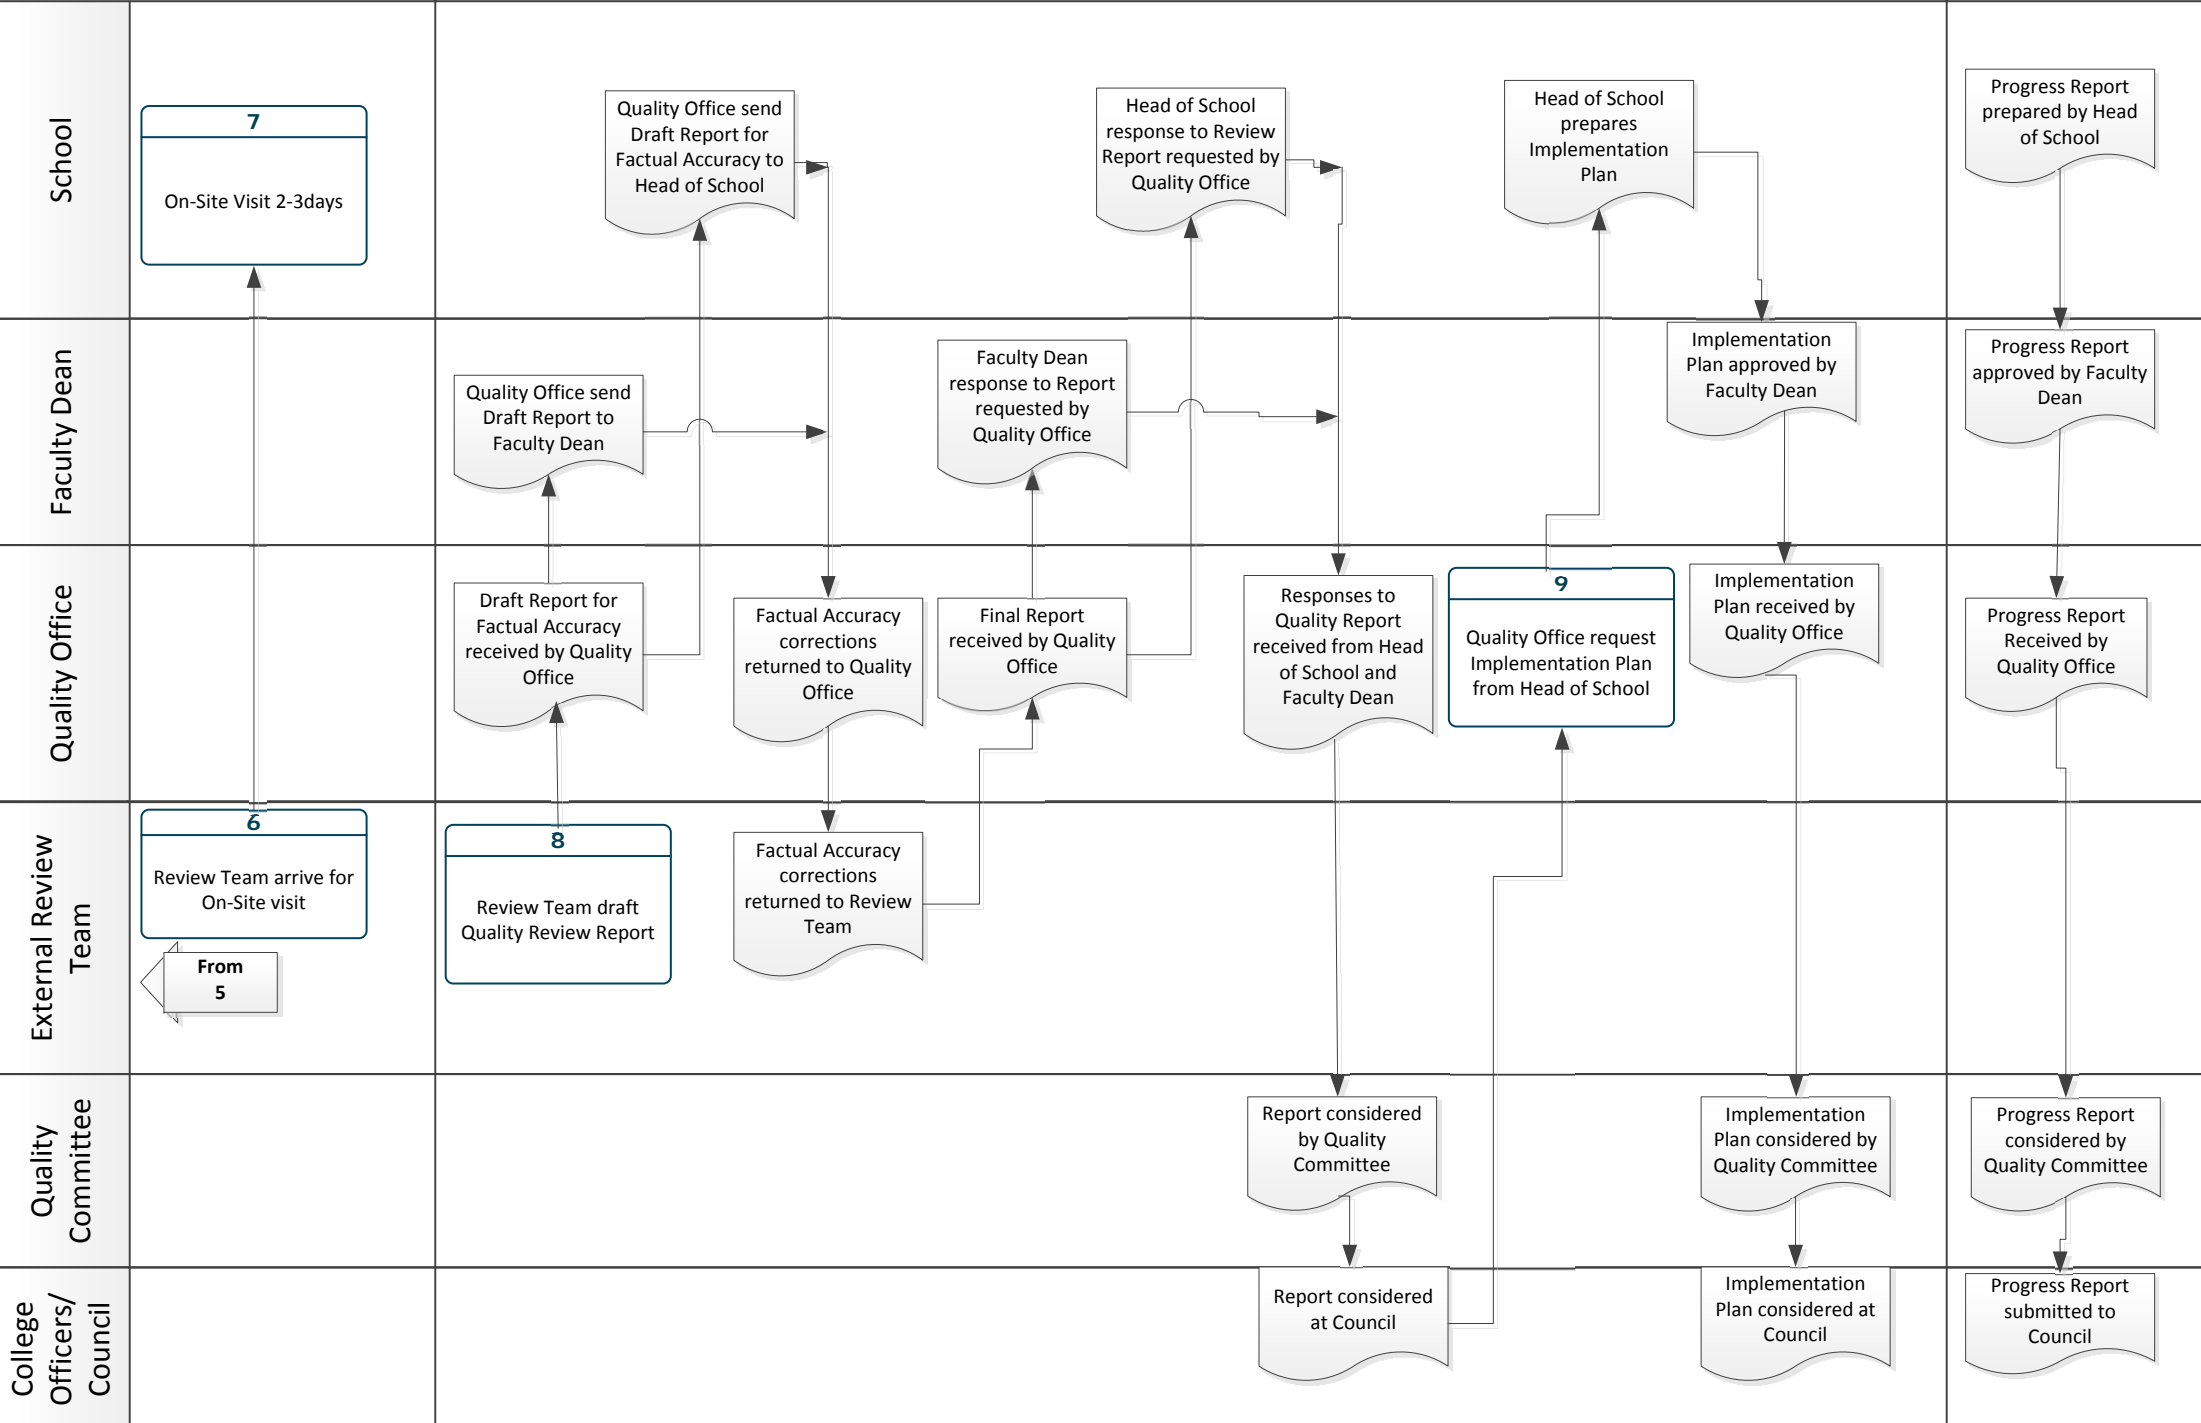 School
7
On-Site Visit 2-3days
Quality Office send
Draft Report for
Factual Accuracy to
Head of School
Head of School
response to Review
Report requested by
Quality Office
Head of School
prepares
Implementation
Plan
Progress Report
prepared by Head
of School
Faculty Dean
Quality Office send
Draft Report to
Faculty Dean
Faculty Dean
response to Report
requested by
Quality Office
Implementation
Plan approved by
Faculty Dean
Progress Report
approved by Faculty
Dean
Quality Office
Draft Report for
Factual Accuracy
received by Quality
Office
Factual Accuracy
corrections
returned to Quality
Office
Final Report
received by Quality
Office
Responses to
Quality Report
received from Head
of School and
Faculty Dean
9
Quality Office request
Implementation Plan
from Head of School
Implementation
Plan received by
Quality Office
Progress Report
Received by
Quality Office
External Review
Team
6
Review Team arrive for
On-Site visit
From
5
8
Review Team draft
Quality Review Report
Factual Accuracy
corrections
returned to Review
Team
Quality
Committee
Report considered
by Quality
Committee
Implementation
Plan considered by
Quality Committee
Progress Report
considered by
Quality Committee
College
Officers/
Council
Report considered
at Council
Implementation
Plan considered at
Council
Progress Report
submitted to
Council